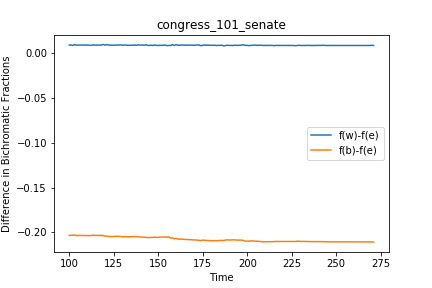 congress_101_senate
Difference in Bichromatic Fractions
0.00
−0.05
−0.10
−0.15
−0.20
f(w)-f(e)
f(b)-f(e)
100
125
150
175
200
225
250
275
Time